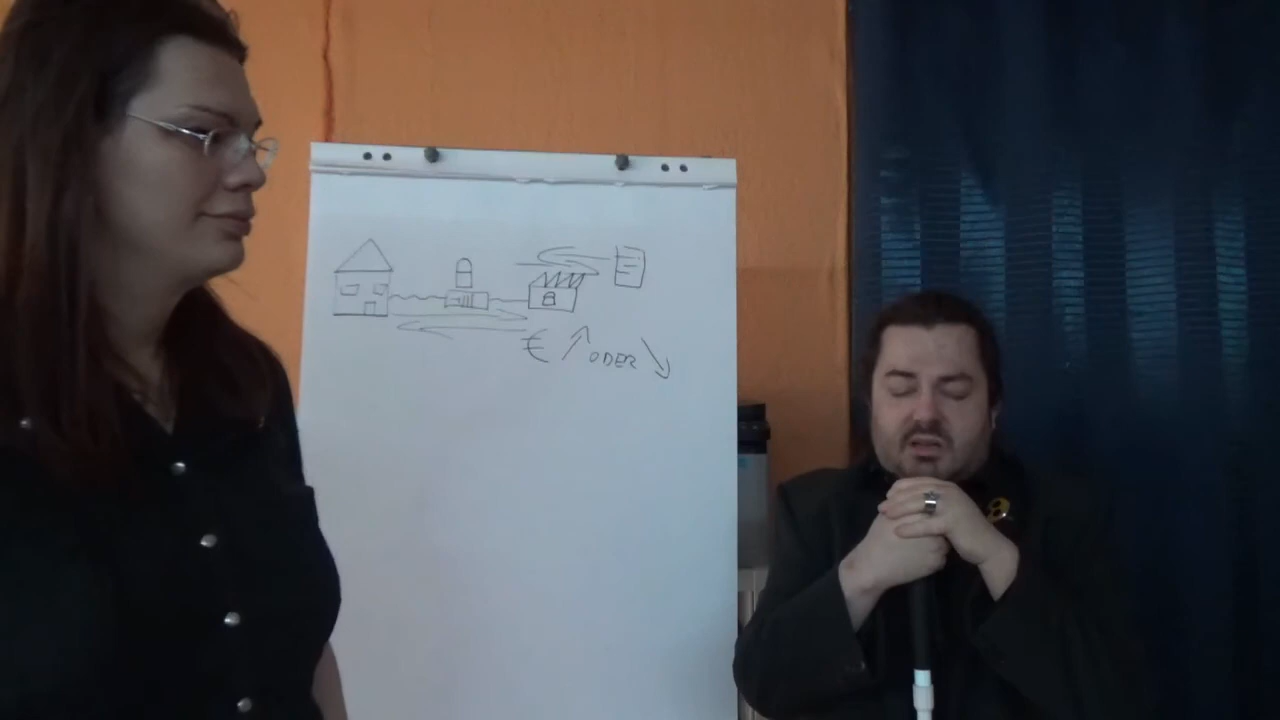 € ↗ ODER ↘